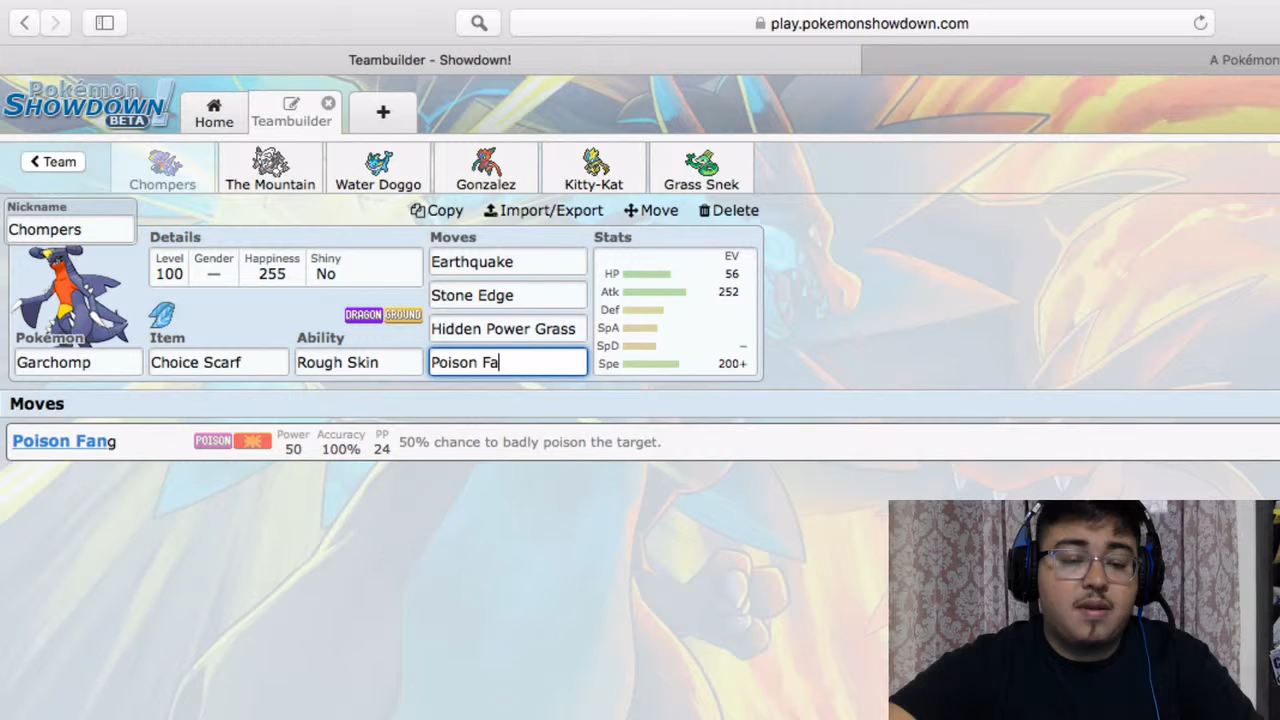 play.pokemonshowdown.com
Teambuilder - Showdown!
A Pokémon
Pokémon
SHOWDOWN!
BETA
Home
Teambuilder
+
Team
Chompers
The Mountain
Water Doggo
Gonzalez
Kitty-Kat
Grass Snek
Nickname
Chompers
Copy
Import/Export
Move
Delete
Details
Level
100
Gender
—
Happiness
255
Shiny
No
DRAGON GROUND
Pokémon
Garchomp
Item
Choice Scarf
Ability
Rough Skin
Moves
Earthquake
Stone Edge
Hidden Power Grass
Poison Fa
Stats
EV
HP 56
Atk 252
Def
SpA
SpD –
Spe 200+
Moves
Poison Fang
POISON
Power
50
Accuracy
100%
PP
24
50% chance to badly poison the target.